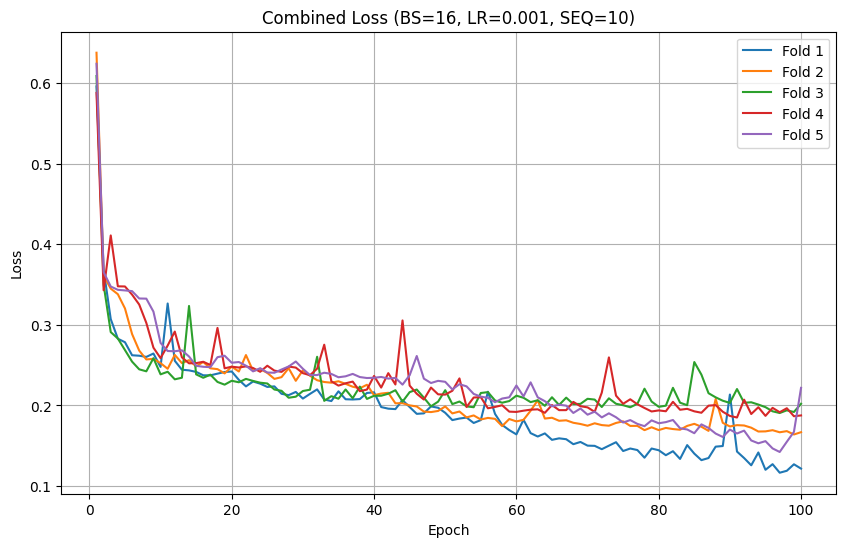 Combined Loss (BS=16, LR=0.001, SEQ=10)
Fold 1
Fold 2
Fold 3
Fold 4
Fold 5
0.6
0.5
0.4
0.3
0.2
0.1
Loss
0
20
40
60
80
100
Epoch